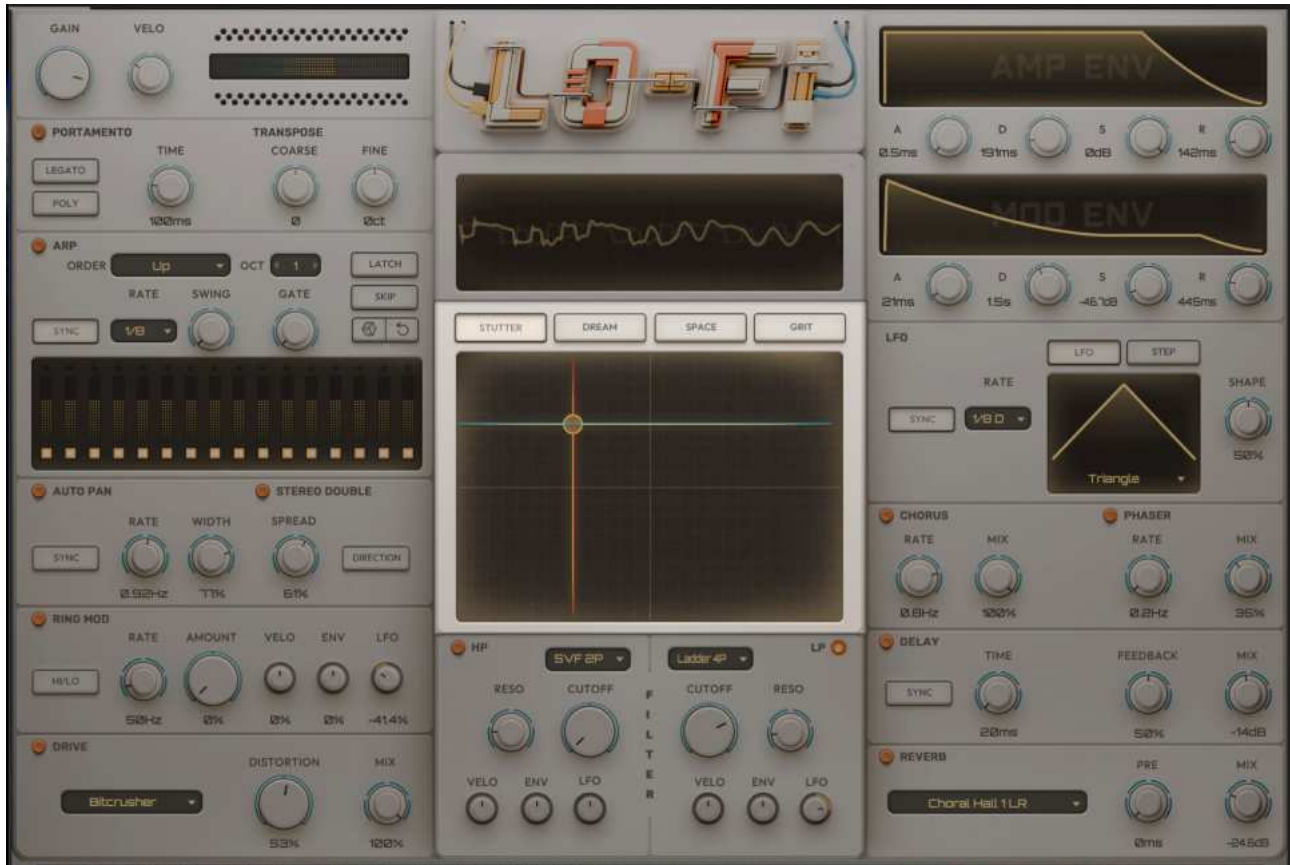 GAIN
VELO
LO-FI
PORTAMENTO
TRANSPOSE
LEGATO
POLY
TIME
COARSE
FINE
100ms
0
0ct
ARP
ORDER
Up
OCT
1
LATCH
RATE
SWING
GATE
SKIP
SYNC
1/8
AUTO PAN
STEREO DOUBLE
RATE
WIDTH
SPREAD
SYNC
DIRECTION
0.92Hz
77%
61%
RING MOD
RATE
AMOUNT
VELO
ENV
LFO
HI/LO
50Hz
0%
0%
0%
-41.4%
DRIVE
DISTORTION
MIX
Bitcrusher
53%
100%
STUTTER
DREAM
SPACE
GRIT
HP
SVF 2P
Ladder 4P
LP
RESO
CUTOFF
CUTOFF
RESO
FILTER
VELO
ENV
LFO
VELO
ENV
LFO
AMP ENV
A
D
S
R
0.5ms
191ms
0dB
142ms
MOD ENV
A
D
S
R
21ms
1.5s
-46.7dB
445ms
LFO
LFO
STEP
RATE
SHAPE
SYNC
1/8 D
50%
Triangle
CHORUS
PHASER
RATE
MIX
RATE
MIX
0.8Hz
100%
0.2Hz
35%
DELAY
TIME
FEEDBACK
MIX
SYNC
20ms
50%
-14dB
REVERB
PRE
MIX
Choral Hall 1 LR
0ms
-24.6dB